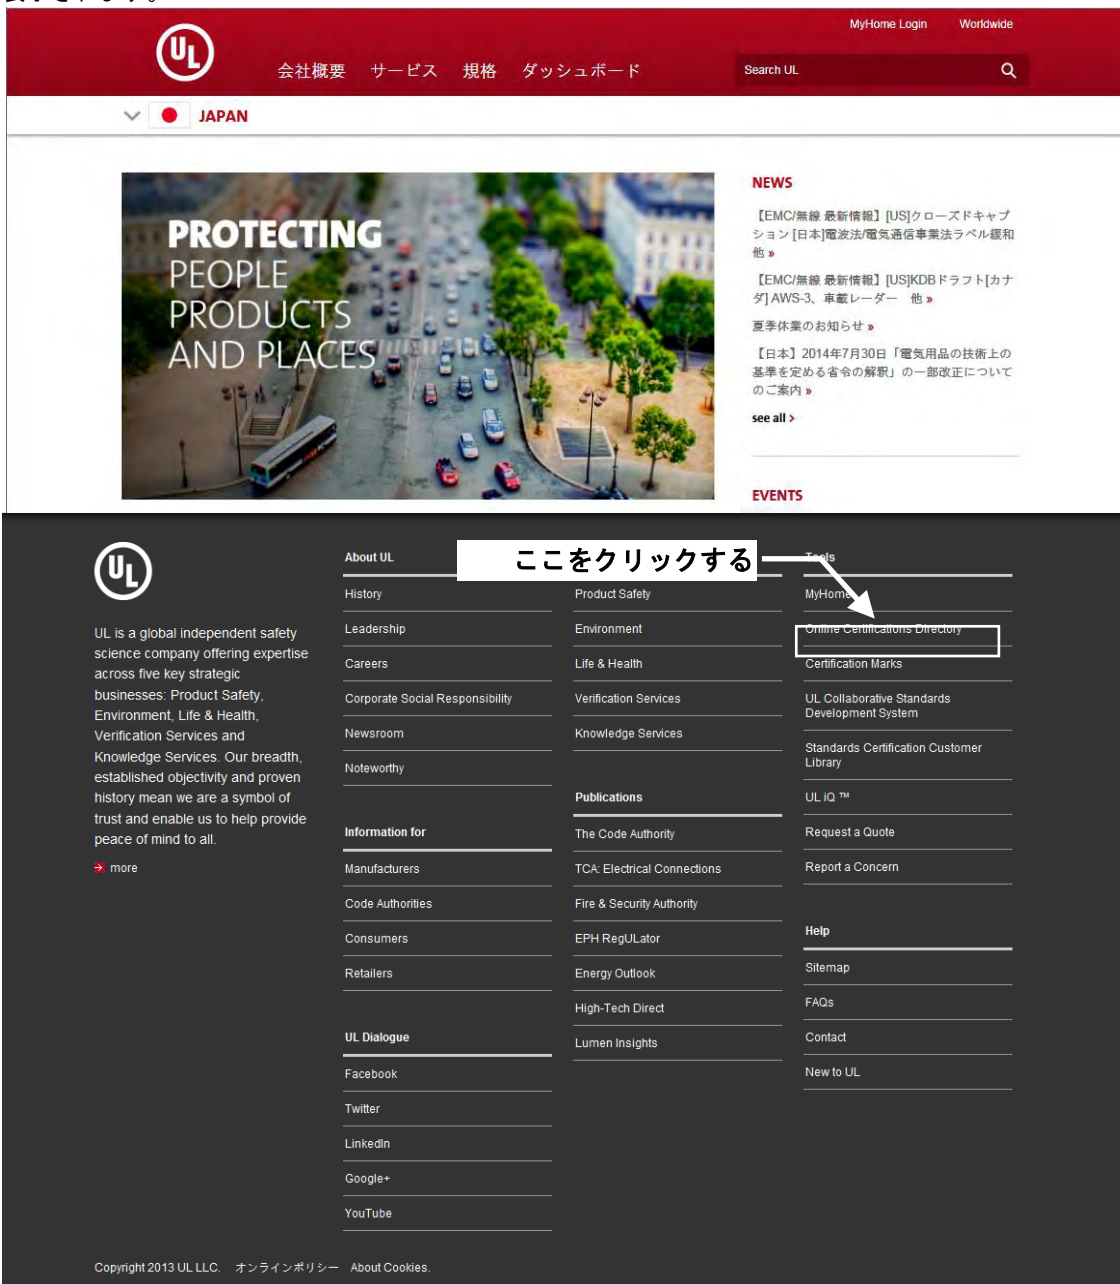 MyHome Login Worldwide
UL
会社概要 サービス 規格 ダッシュボード
Search UL
JAPAN
PROTECTING
PEOPLE
PRODUCTS
AND PLACES
NEWS
【EMC/無線 最新情報】[US]クローズドキャプ
ション [日本]電波法/電気通信事業法ラベル緩和
他 »
【EMC/無線 最新情報】[US]KDBドラフト[カナ
ダ] AWS-3、車載レーダー 他 »
夏季休業のお知らせ »
【日本】2014年7月30日「電気用品の技術上の
基準を定める省令の解釈」の一部改正について
のご案内 »
see all >
EVENTS
UL
UL is a global independent safety
science company offering expertise
across five key strategic
businesses: Product Safety,
Environment, Life & Health,
Verification Services and
Knowledge Services. Our breadth,
established objectivity and proven
history mean we are a symbol of
trust and enable us to help provide
peace of mind to all.
more
About UL
History
Leadership
Careers
Corporate Social Responsibility
Newsroom
Noteworthy
Information for
Manufacturers
Code Authorities
Consumers
Retailers
UL Dialogue
Facebook
Twitter
LinkedIn
Google+
YouTube
ここをクリックする
Product Safety
Environment
Life & Health
Verification Services
Knowledge Services
Publications
The Code Authority
TCA: Electrical Connections
Fire & Security Authority
EPH RegULator
Energy Outlook
High-Tech Direct
Lumen Insights
Tools
MyHome
Online Certifications Directory
Certification Marks
UL Collaborative Standards
Development System
Standards Certification Customer
Library
UL iQ ™
Request a Quote
Report a Concern
Help
Sitemap
FAQs
Contact
New to UL
Copyright 2013 UL LLC. オンラインポリシー About Cookies.